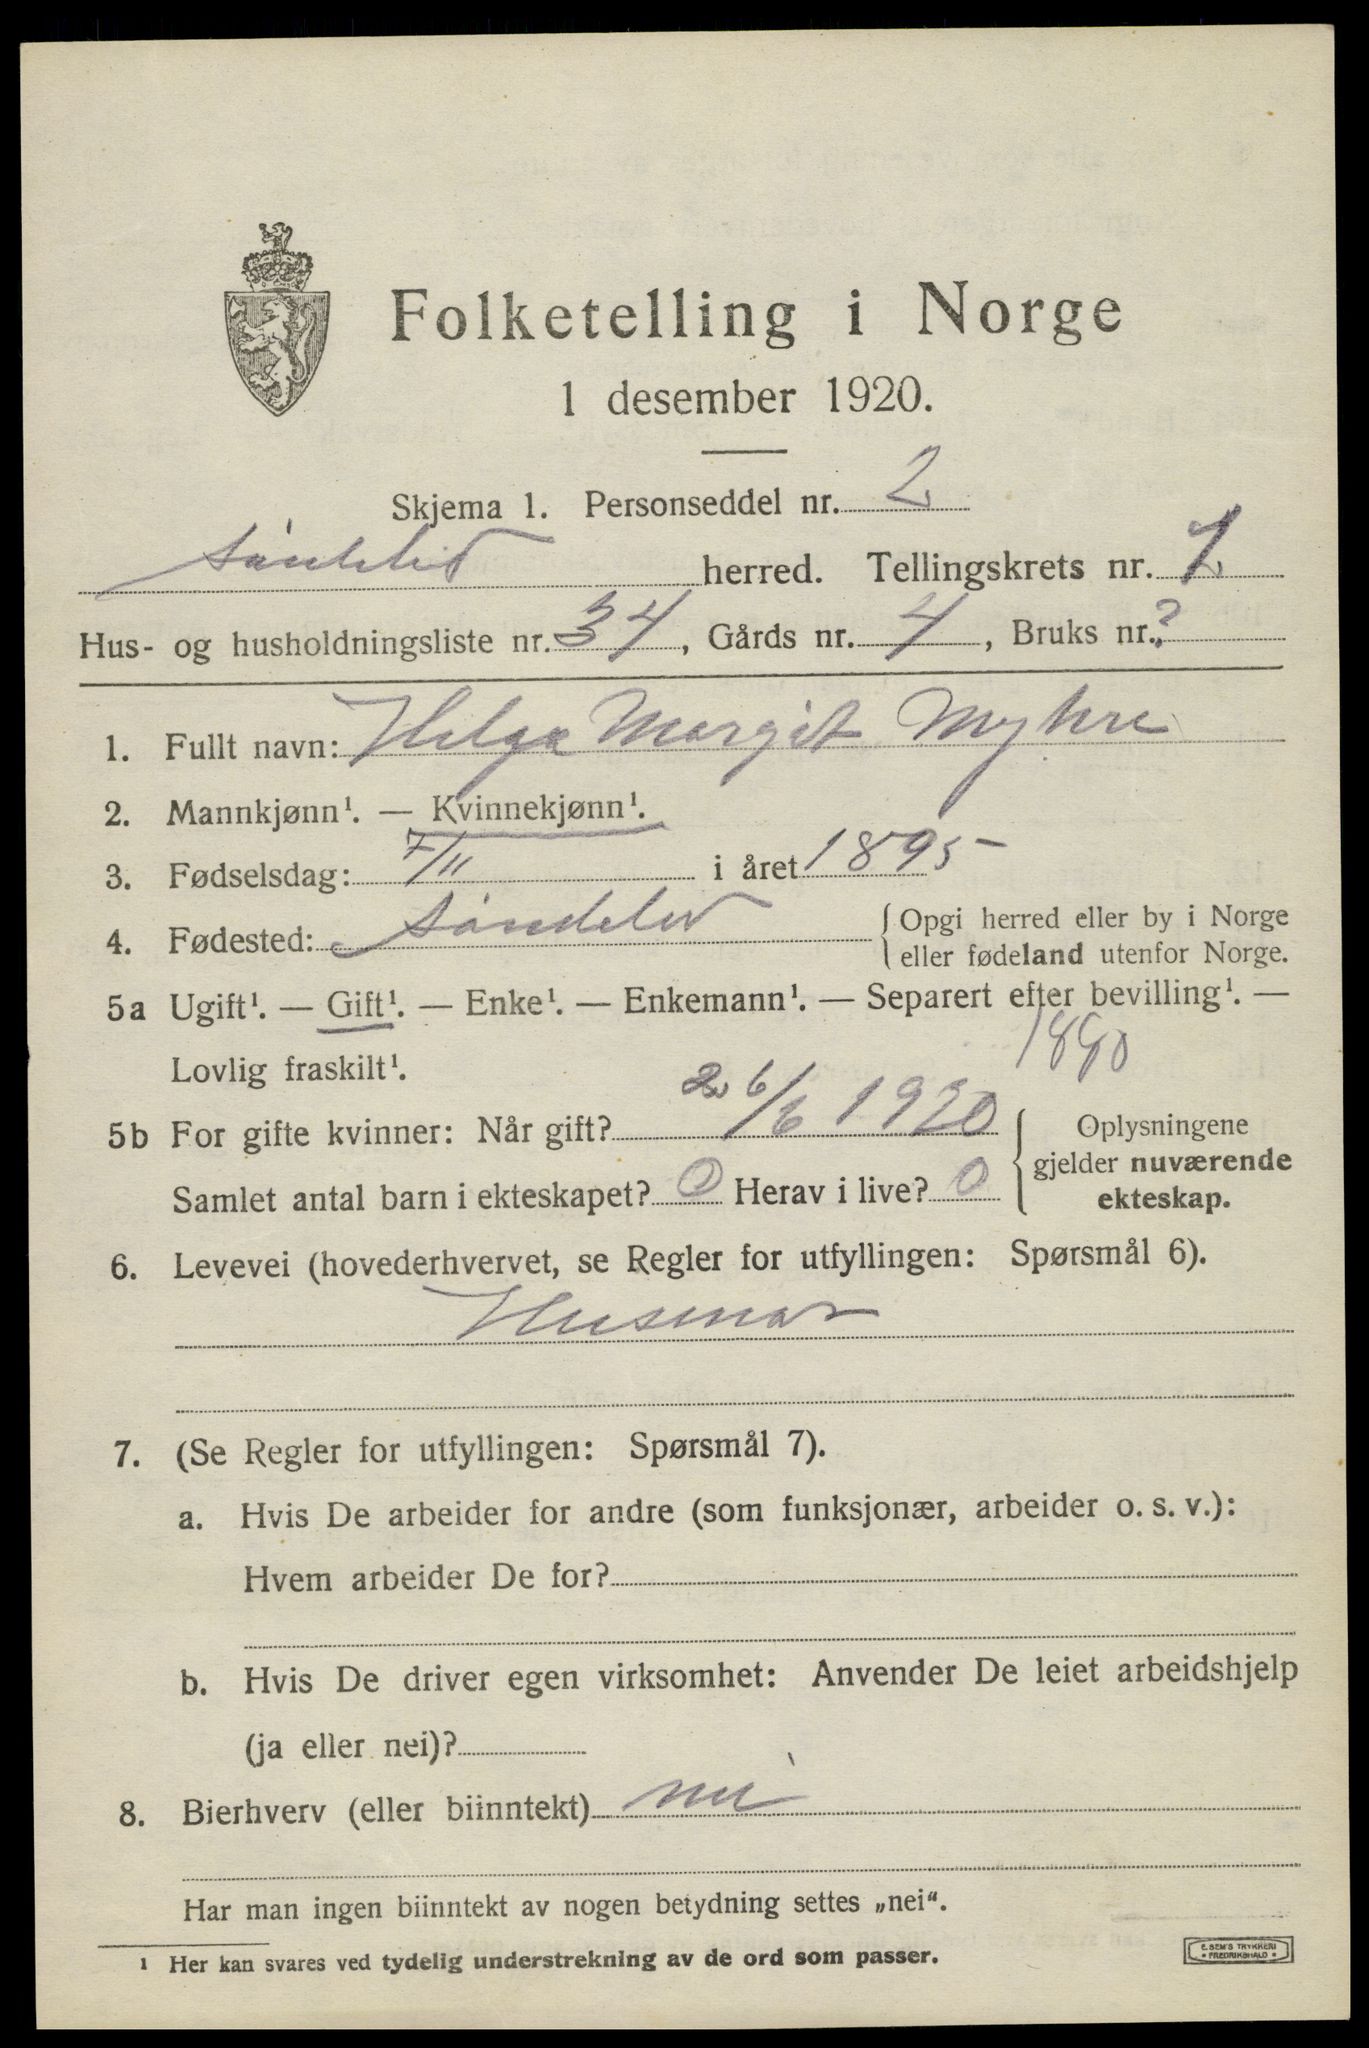 Folketelling i Norge
1 desember 1920.
Skjema 1. Personseddel nr. 2
Søndeled herred. Tellingskrets nr. 7
Hus- og husholdningsliste nr. 34, Gårds nr. 4, Bruks nr. ?
1. Fullt navn: Helga Margit Myhre
2. Mannkjønn¹. — Kvinnekjønn¹.
3. Fødselsdag: 7/11 i året 1895
4. Fødested: Søndeled { Opgi herred eller by i Norge
eller fødeland utenfor Norge.
5a Ugift¹. — Gift¹. — Enke¹. — Enkemann¹. — Separert efter bevilling¹. —
Lovlig fraskilt¹. 1890
5b For gifte kvinner: Når gift? 26/6 1920 { Oplysningene
gjelder nuværende
ekteskap.
Samlet antal barn i ekteskapet? 0 Herav i live? 0
6. Levevei (hovederhvervet, se Regler for utfyllingen: Spørsmål 6).
Husmor
7. (Se Regler for utfyllingen: Spørsmål 7).
a. Hvis De arbeider for andre (som funksjonær, arbeider o. s. v.):
Hvem arbeider De for?
b. Hvis De driver egen virksomhet: Anvender De leiet arbeidshjelp
(ja eller nei)?
8. Bierhverv (eller biinntekt) nei
Har man ingen biinntekt av nogen betydning settes „nei“.
¹ Her kan svares ved tydelig understrekning av de ord som passer.
E. SEM'S TRYKKERI
* FREDRIKSHALD *